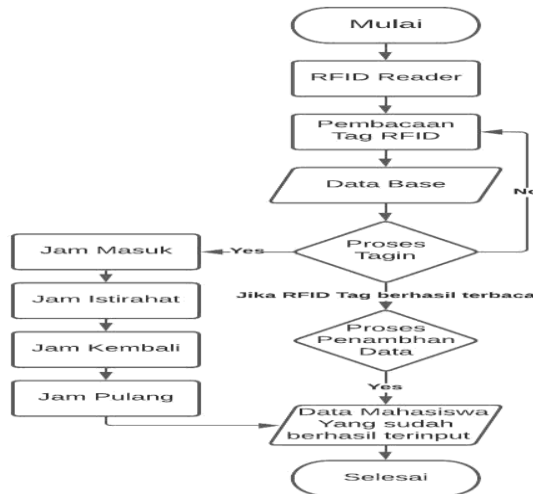 Mulai
RFID Reader
Pembacaan
Tag RFID
Data Base
No
Proses
Tagin
Yes
Jam Masuk
Jam Istirahat
Jam Kembali
Jam Pulang
Jika RFID Tag berhasil terbaca
Proses
Penambhan
Data
Yes
Data Mahasiswa
Yang sudah
berhasil terinput
Selesai